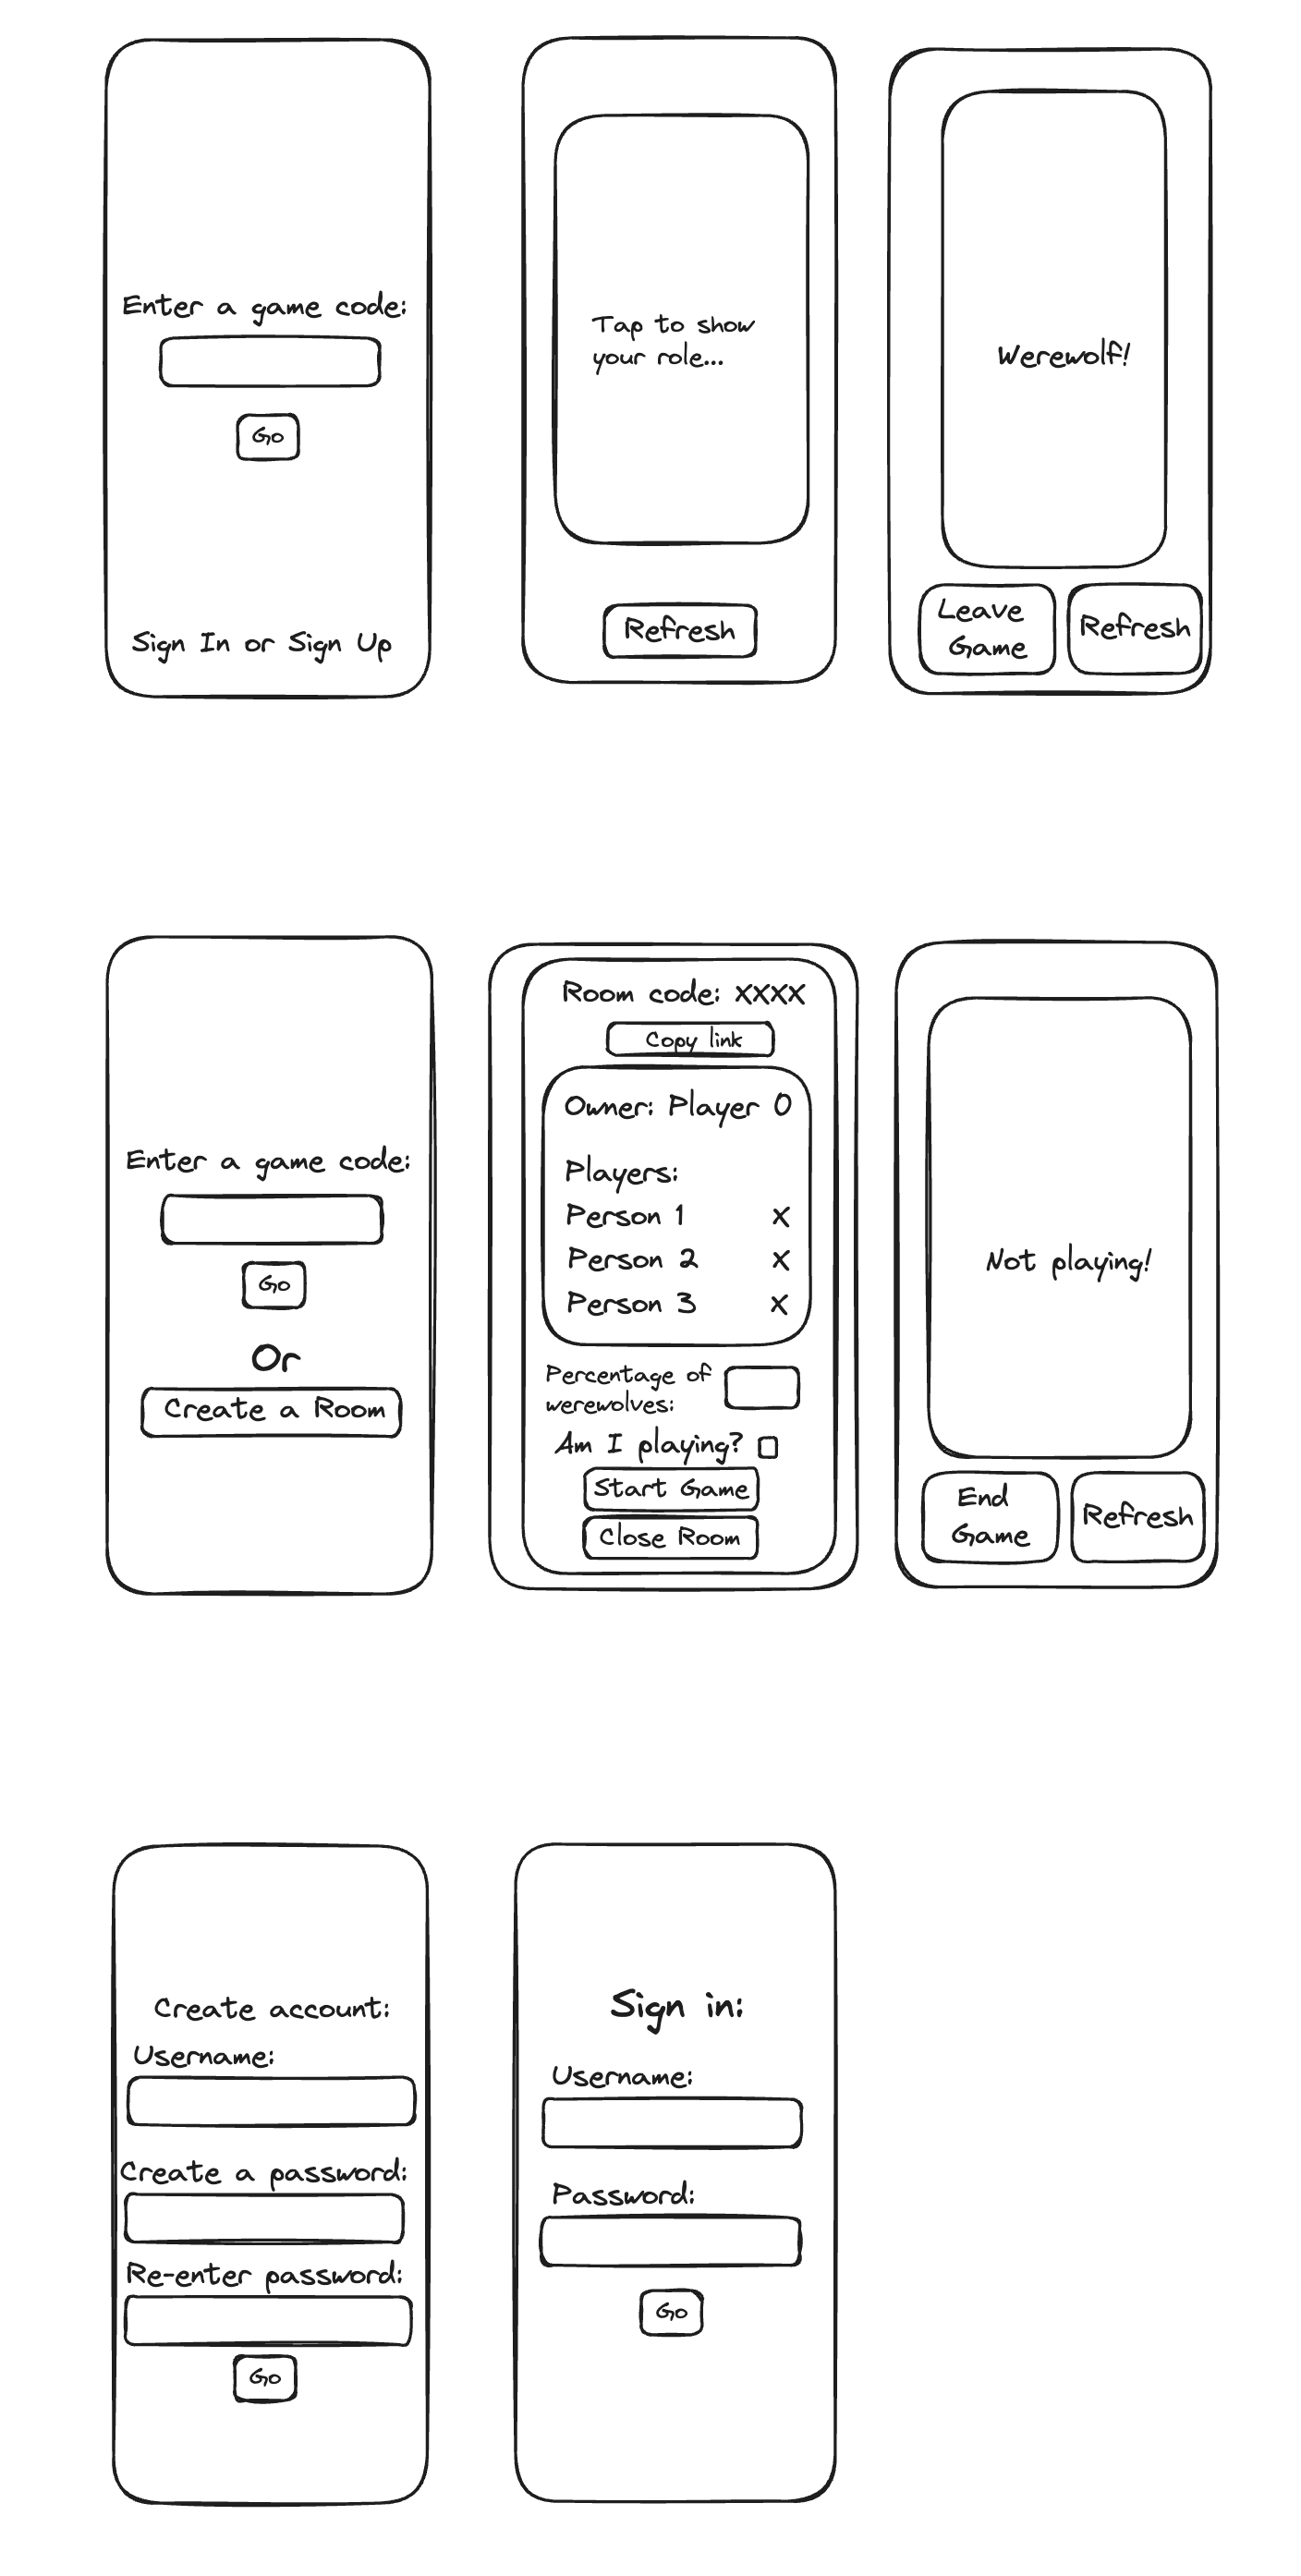 Enter a game code:
Go
Sign In or Sign Up
Tap to show
your role...
Refresh
Werewolf!
Leave
Game
Refresh
Enter a game code:
Go
Or
Create a Room
Room code: XXXX
Copy link
Owner: Player 0
Players:
Person 1 X
Person 2 X
Person 3 X
Percentage of
werewolves:
Am I playing?
Start Game
Close Room
Not playing!
End
Game
Refresh
Create account:
Username:
Create a password:
Re-enter password:
Go
Sign in:
Username:
Password:
Go